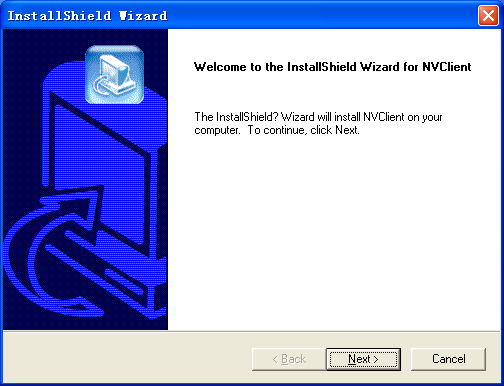 InstallShield Wizard
Welcome to the InstallShield Wizard for NVClient
The InstallShield? Wizard will install NVClient on your
computer. To continue, click Next.
< Back
Next >
Cancel